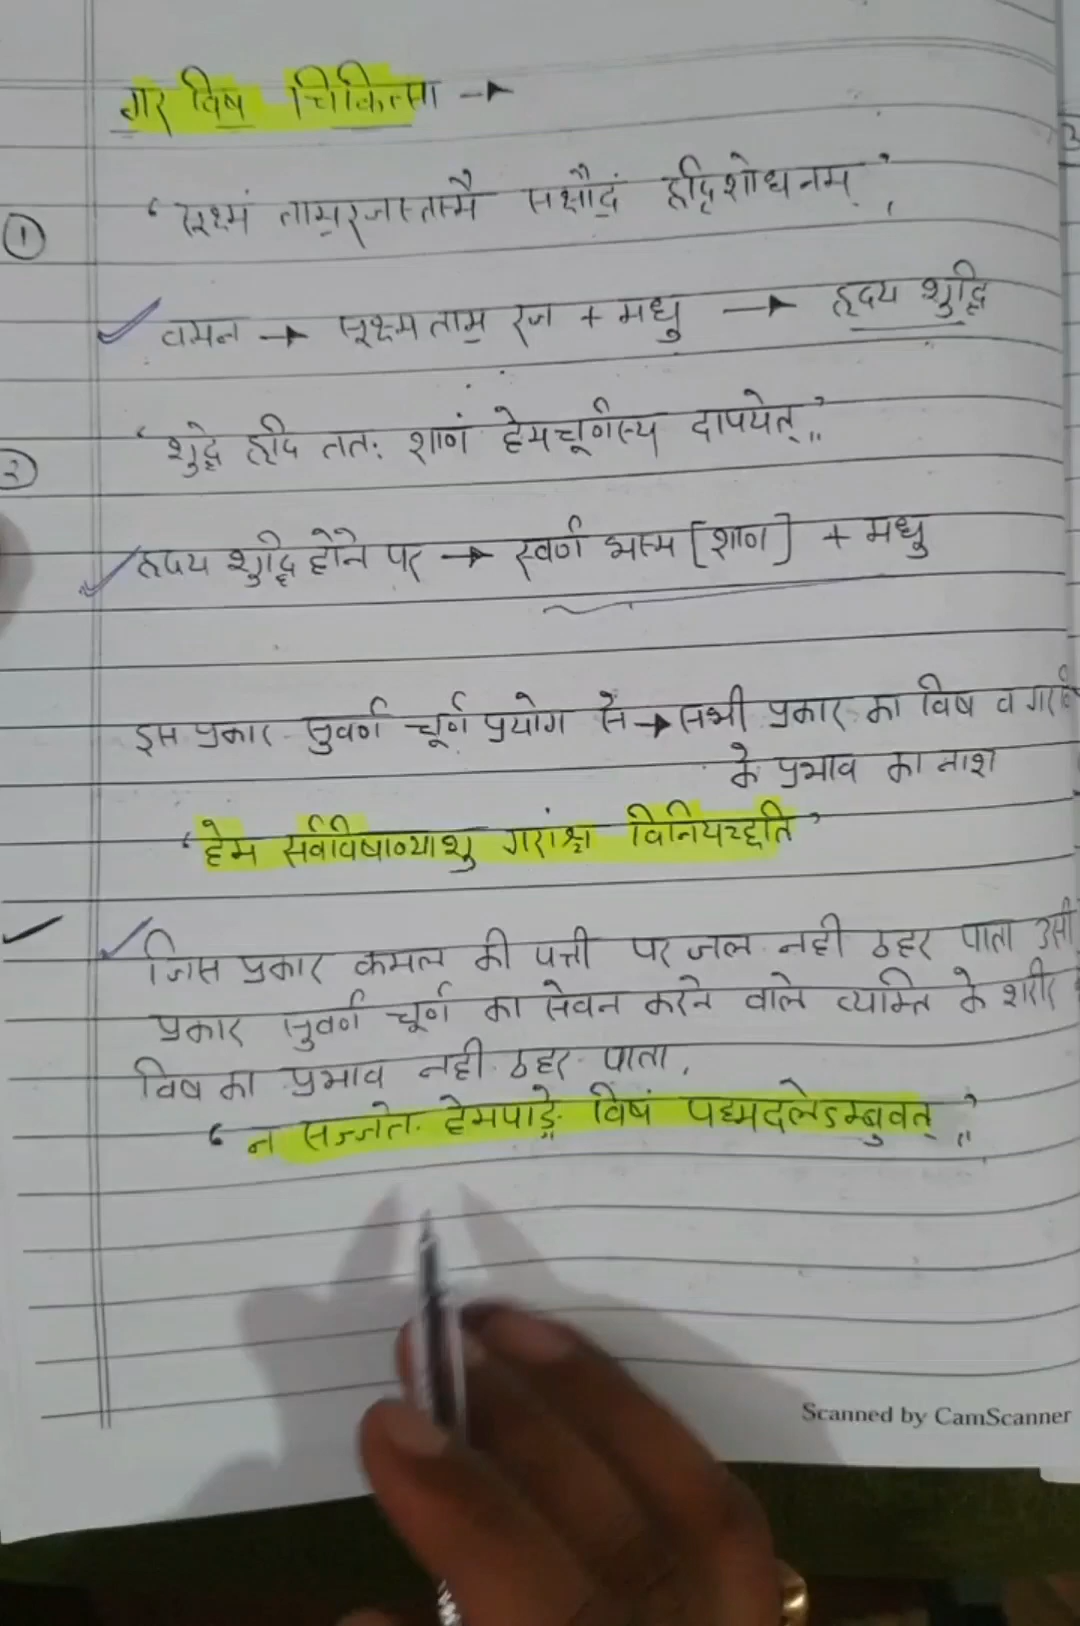 गर विष चिकित्सा →
① ‘सूक्ष्मं ताम्ररजस्तस्मै सक्षौद्रं हृद्विशोधनम्’,
वमन → सूक्ष्म ताम्र रज + मधु → हृदय शुद्धि
‘शुद्धे हृदि ततः शाणं हेमचूर्णस्य दापयेत्’,,
हृदय शुद्धि होने पर → स्वर्ण भस्म [शाण] + मधु
इस प्रकार सुवर्ण चूर्ण प्रयोग से → सभी प्रकार का विष व
के प्रभाव का नाश
‘हेम सर्वविषाण्याशु गरांश्च विनियच्छति’
जिस प्रकार कमल की पत्ती पर जल नही ठहर पाता उसी
प्रकार सुवर्ण चूर्ण का सेवन करने वाले व्यक्ति के शरीर
विष का प्रभाव नही ठहर पाता,
‘न सज्जते हेमपाङ्गे विषं पद्मदलेऽम्बुवत्’,,
Scanned by CamScanner